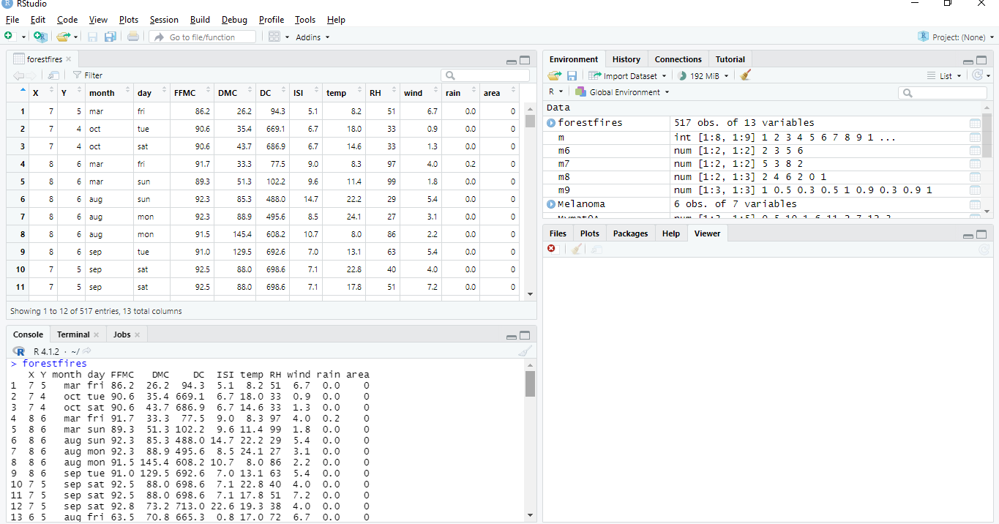 RStudio
File Edit Code View Plots Session Build Debug Profile Tools Help
Go to file/function Addins Project: (None)
forestfires
Filter
X Y month day FFMC DMC DC ISI temp RH wind rain area
1 7 5 mar fri 86.2 26.2 94.3 5.1 8.2 51 6.7 0.0 0
2 7 4 oct tue 90.6 35.4 669.1 6.7 18.0 33 0.9 0.0 0
3 7 4 oct sat 90.6 43.7 686.9 6.7 14.6 33 1.3 0.0 0
4 8 6 mar fri 91.7 33.3 77.5 9.0 8.3 97 4.0 0.2 0
5 8 6 mar sun 89.3 51.3 102.2 9.6 11.4 99 1.8 0.0 0
6 8 6 aug sun 92.3 85.3 488.0 14.7 22.2 29 5.4 0.0 0
7 8 6 aug mon 92.3 88.9 495.6 8.5 24.1 27 3.1 0.0 0
8 8 6 aug mon 91.5 145.4 608.2 10.7 8.0 86 2.2 0.0 0
9 8 6 sep tue 91.0 129.5 692.6 7.0 13.1 63 5.4 0.0 0
10 7 5 sep sat 92.5 88.0 698.6 7.1 22.8 40 4.0 0.0 0
11 7 5 sep sat 92.5 88.0 698.6 7.1 17.8 51 7.2 0.0 0
Showing 1 to 12 of 517 entries, 13 total columns
Console Terminal Jobs
R 4.1.2 · ~/
> forestfires
X Y month day FFMC DMC DC ISI temp RH wind rain area
1 7 5 mar fri 86.2 26.2 94.3 5.1 8.2 51 6.7 0.0 0
2 7 4 oct tue 90.6 35.4 669.1 6.7 18.0 33 0.9 0.0 0
3 7 4 oct sat 90.6 43.7 686.9 6.7 14.6 33 1.3 0.0 0
4 8 6 mar fri 91.7 33.3 77.5 9.0 8.3 97 4.0 0.2 0
5 8 6 mar sun 89.3 51.3 102.2 9.6 11.4 99 1.8 0.0 0
6 8 6 aug sun 92.3 85.3 488.0 14.7 22.2 29 5.4 0.0 0
7 8 6 aug mon 92.3 88.9 495.6 8.5 24.1 27 3.1 0.0 0
8 8 6 aug mon 91.5 145.4 608.2 10.7 8.0 86 2.2 0.0 0
9 8 6 sep tue 91.0 129.5 692.6 7.0 13.1 63 5.4 0.0 0
10 7 5 sep sat 92.5 88.0 698.6 7.1 22.8 40 4.0 0.0 0
11 7 5 sep sat 92.5 88.0 698.6 7.1 17.8 51 7.2 0.0 0
12 7 5 sep sat 92.8 73.2 713.0 22.6 19.3 38 4.0 0.0 0
13 6 5 aug fri 63.5 70.8 665.3 0.8 17.0 72 6.7 0.0 0
Environment History Connections Tutorial
Import Dataset 192 MiB List
R Global Environment
Data
forestfires 517 obs. of 13 variables
m int [1:8, 1:9] 1 2 3 4 5 6 7 8 9 1 ...
m6 num [1:2, 1:2] 2 3 5 6
m7 num [1:2, 1:2] 5 3 8 2
m8 num [1:2, 1:3] 2 4 6 2 0 1
m9 num [1:3, 1:3] 1 0.5 0.3 0.5 1 0.9 0.3 0.9 1
Melanoma 6 obs. of 7 variables
Files Plots Packages Help Viewer